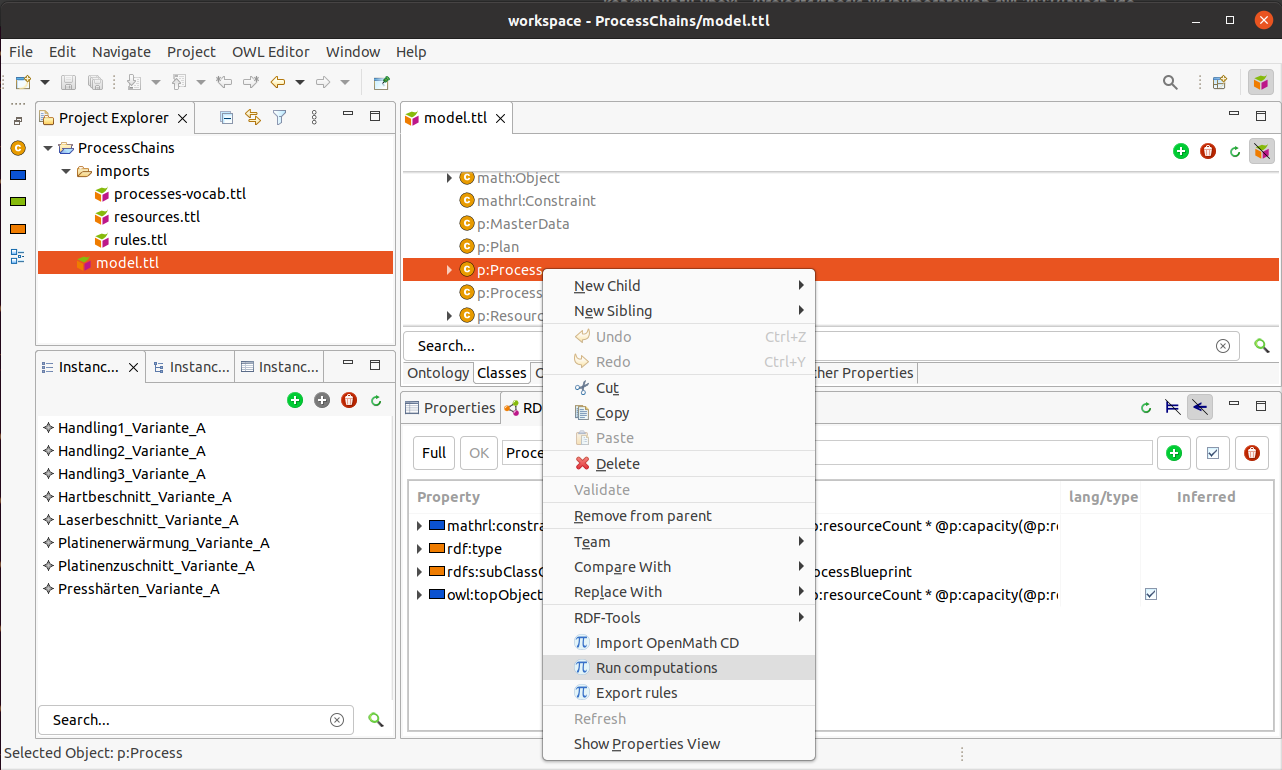 workspace - ProcessChains/model.ttl
File Edit Navigate Project OWL Editor Window Help
Project Explorer
ProcessChains
imports
processes-vocab.ttl
resources.ttl
rules.ttl
model.ttl
model.ttl
math:Object
mathrl:Constraint
p:MasterData
p:Plan
p:Process
p:Process
p:Resourc
Search...
Ontology Classes her Properties
Instanc... Instanc... Instanc...
Handling1_Variante_A
Handling2_Variante_A
Handling3_Variante_A
Hartbeschnitt_Variante_A
Laserbeschnitt_Variante_A
Platinenerwärmung_Variante_A
Platinenzuschnitt_Variante_A
Presshärten_Variante_A
Search...
Properties RD
Full OK Proce
Property lang/type Inferred
mathrl:constra :resourceCount * @p:capacity(@p:re
rdf:type
rdfs:subClassO ocessBlueprint
owl:topObject :resourceCount * @p:capacity(@p:re
New Child
New Sibling
Undo Ctrl+Z
Redo Ctrl+Y
Cut
Copy
Paste
Delete
Validate
Remove from parent
Team
Compare With
Replace With
RDF-Tools
Import OpenMath CD
Run computations
Export rules
Refresh
Show Properties View
Selected Object: p:Process